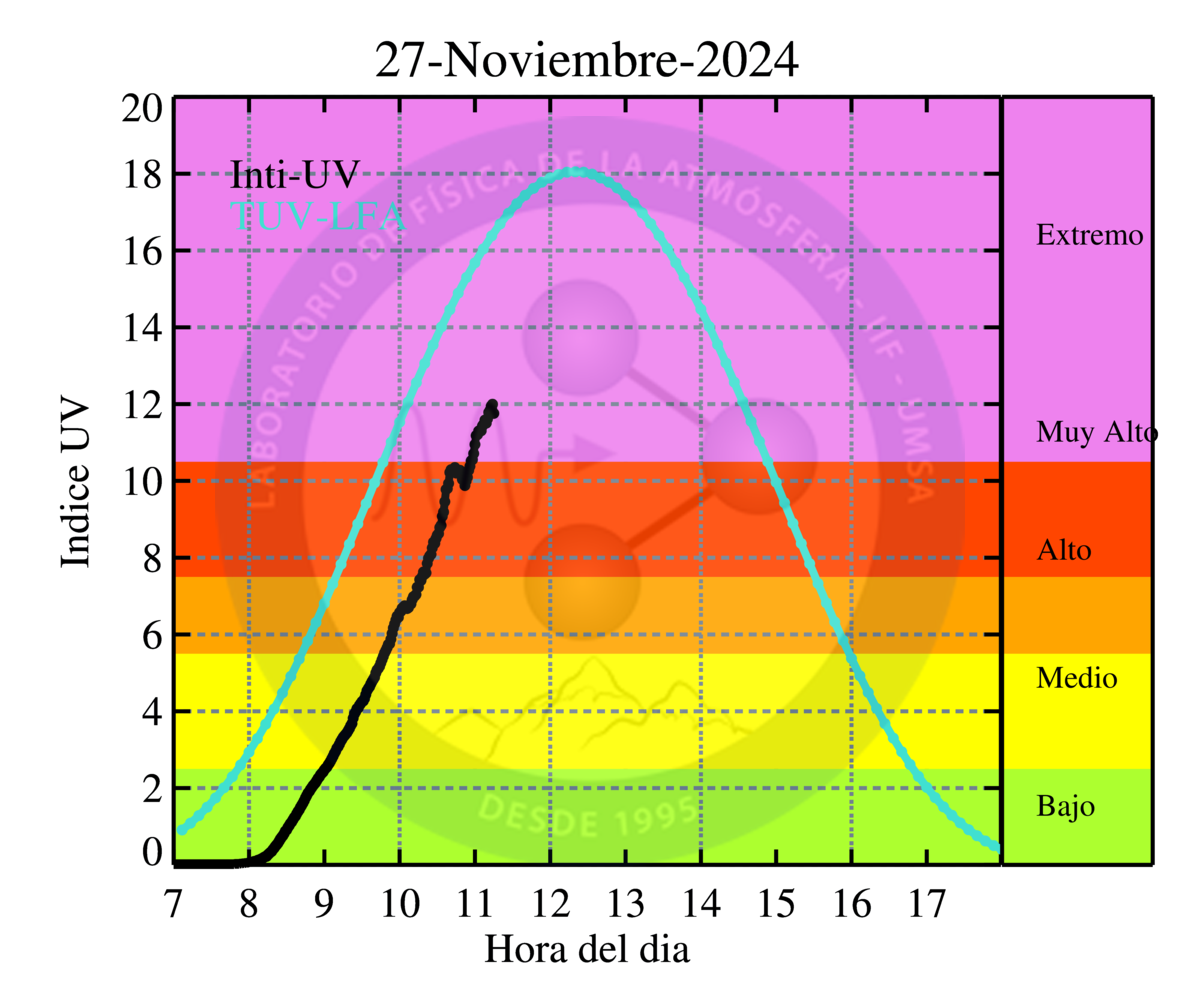 27-Noviembre-2024
20
18
16
14
12
10
8
6
4
2
0
Indice UV
Inti-UV
TUV-LFA
LABORATORIO DE FÍSICA DE LA ATMÓSFERA - IIF - UMSA
DESDE 1995
Extremo
Muy Alto
Alto
Medio
Bajo
7 8 9 10 11 12 13 14 15 16 17
Hora del dia